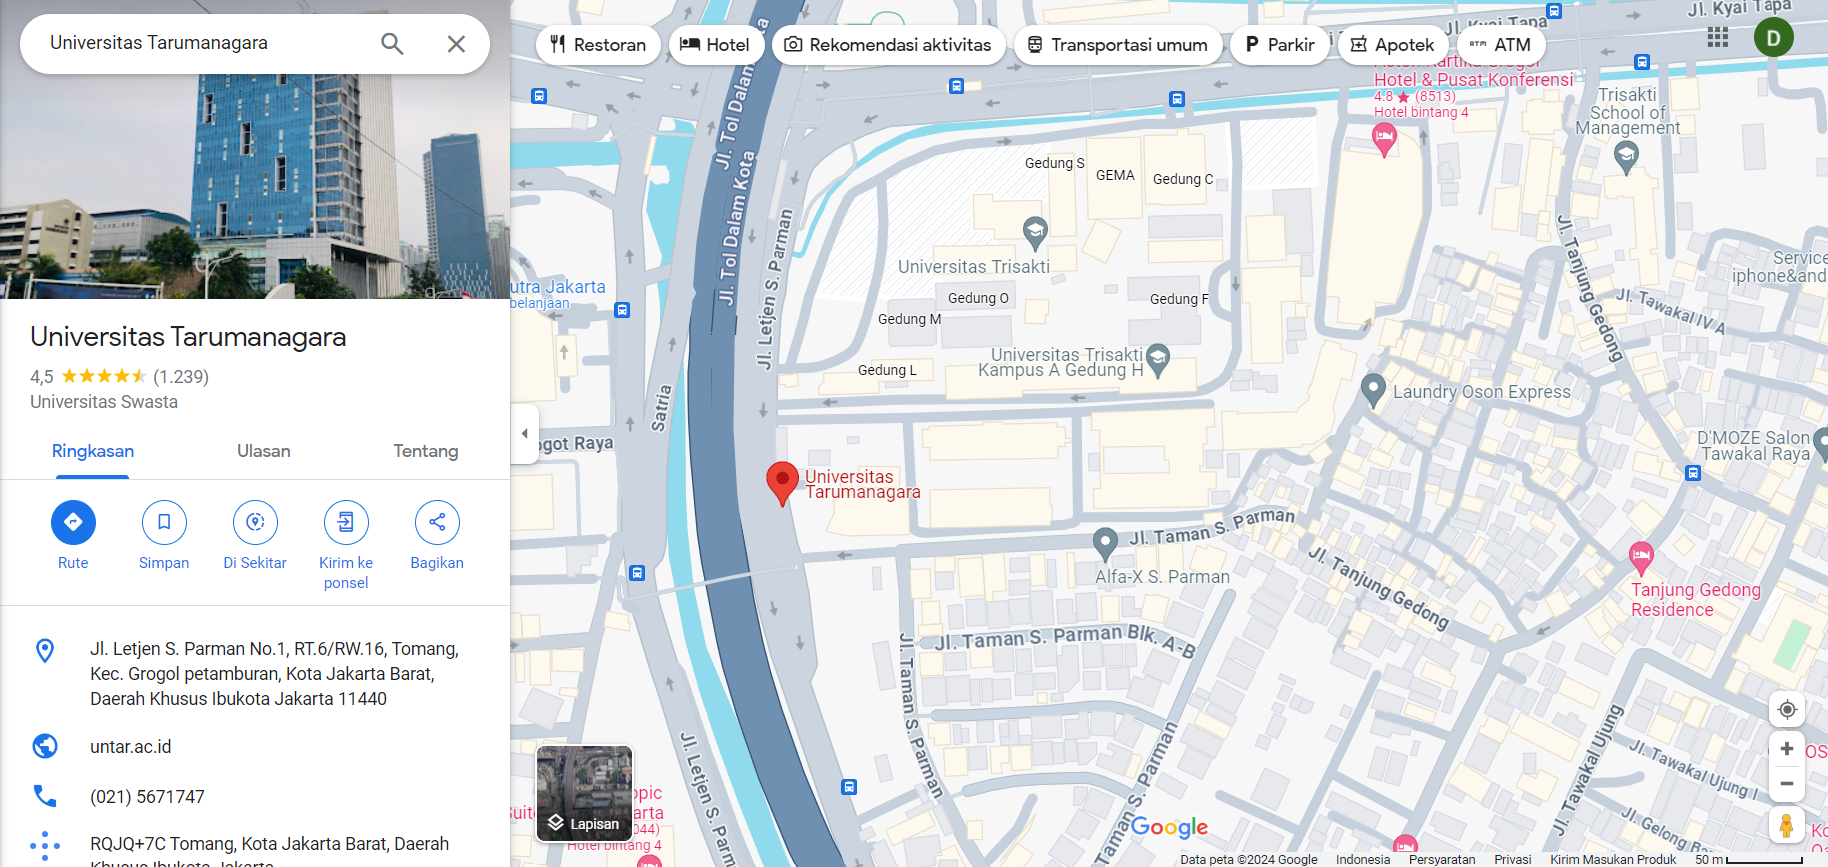 Universitas Tarumanagara
Restoran
Hotel
Rekomendasi aktivitas
Transportasi umum
Parkir
Apotek
ATM
D
Universitas Tarumanagara
4,5
(1.239)
Universitas Swasta
Ringkasan
Ulasan
Tentang
Rute
Simpan
Di Sekitar
Kirim ke
ponsel
Bagikan
Jl. Letjen S. Parman No.1, RT.6/RW.16, Tomang,
Kec. Grogol petamburan, Kota Jakarta Barat,
Daerah Khusus Ibukota Jakarta 11440
untar.ac.id
(021) 5671747
RQJQ+7C Tomang, Kota Jakarta Barat, Daerah
Khusus Ibukota Jakarta
Jl. Kyai Tapa
Jl. Kyai Tapa
Hotel & Pusat Konferensi
4.8 ★ (8513)
Hotel bintang 4
Trisakti
School of
Management
Jl. Tol Dalam Kota
Jl. Tol Dalam Kota
Jl. Letjen S. Parman
Gedung S
GEMA
Gedung C
Universitas Trisakti
Gedung O
Gedung F
Gedung M
Universitas Trisakti
Kampus A Gedung H
Gedung L
utra Jakarta
belanjaan
Satria
ogot Raya
Universitas
Tarumanagara
Service
iphone&and
Jl. Tanjung Gedong
Jl. Tawakal IV A
Laundry Oson Express
D'MOZE Salon
Tawakal Raya
Jl. Taman S. Parman
Alfa-X S. Parman
Jl. Tanjung Gedong
Tanjung Gedong
Residence
Jl. Taman S. Parman Blk. A-B
Jl. Taman S. Parman
Jl. Taman S. Parman
Jl. Letjen S. Parm
Jl. Tawakal Ujung
Jl. Tawakal Ujung I
Jl. Gelong Ba
opic
Suit
arta
044)
Hotel bintang 4
Lapisan
Google
OS
Ko
Data peta ©2024 Google
Indonesia
Persyaratan
Privasi
Kirim Masukan Produk
50 m